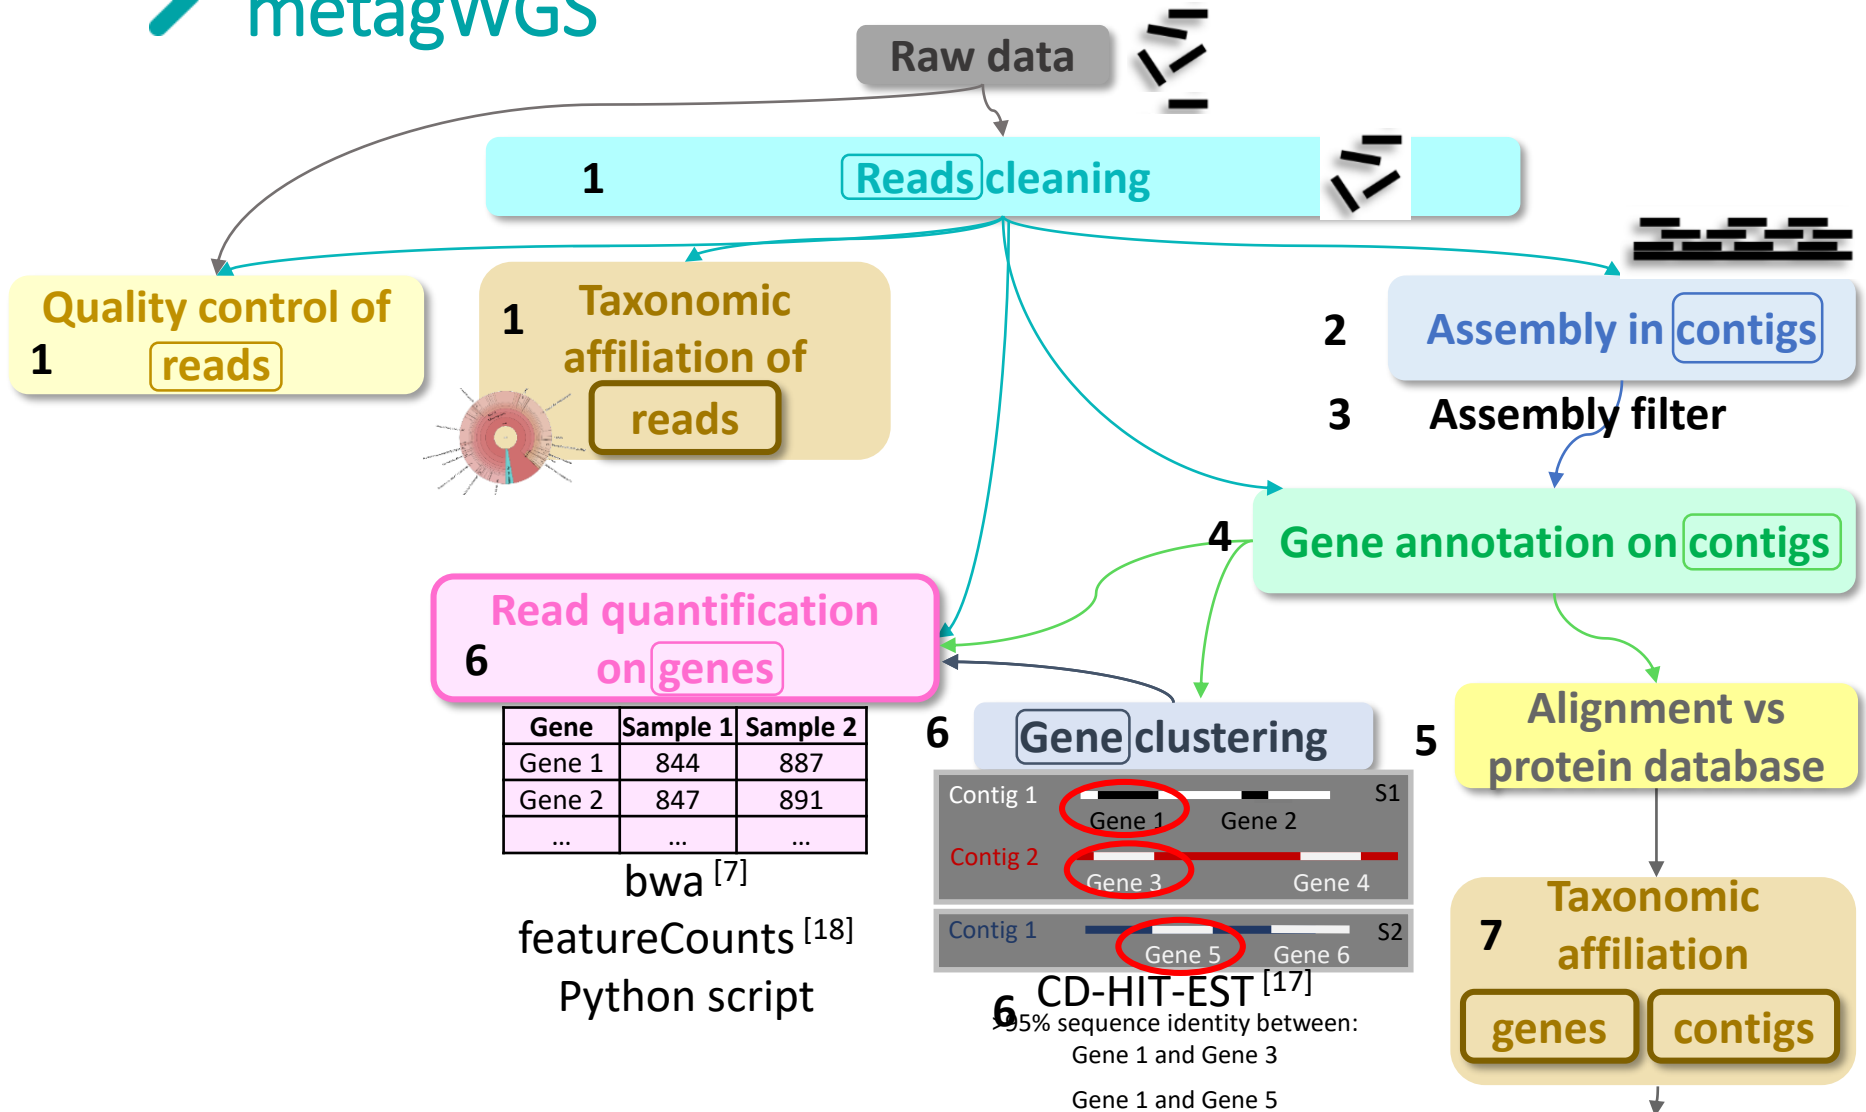 metagWGS
Raw data
1 Reads cleaning
Quality control of
1 reads
1 Taxonomic
affiliation of
reads
2 Assembly in contigs
3 Assembly filter
4 Gene annotation on contigs
Read quantification
6 on genes
Gene Sample 1 Sample 2
Gene 1 844 887
Gene 2 847 891
... ... ...
bwa [7]
featureCounts [18]
Python script
6 Gene clustering
Contig 1 S1
Gene 1 Gene 2
Contig 2
Gene 3 Gene 4
Contig 1 S2
Gene 5 Gene 6
CD-HIT-EST [17]
6
>95% sequence identity between:
Gene 1 and Gene 3
Gene 1 and Gene 5
5 Alignment vs
protein database
Taxonomic
7 affiliation
genes contigs